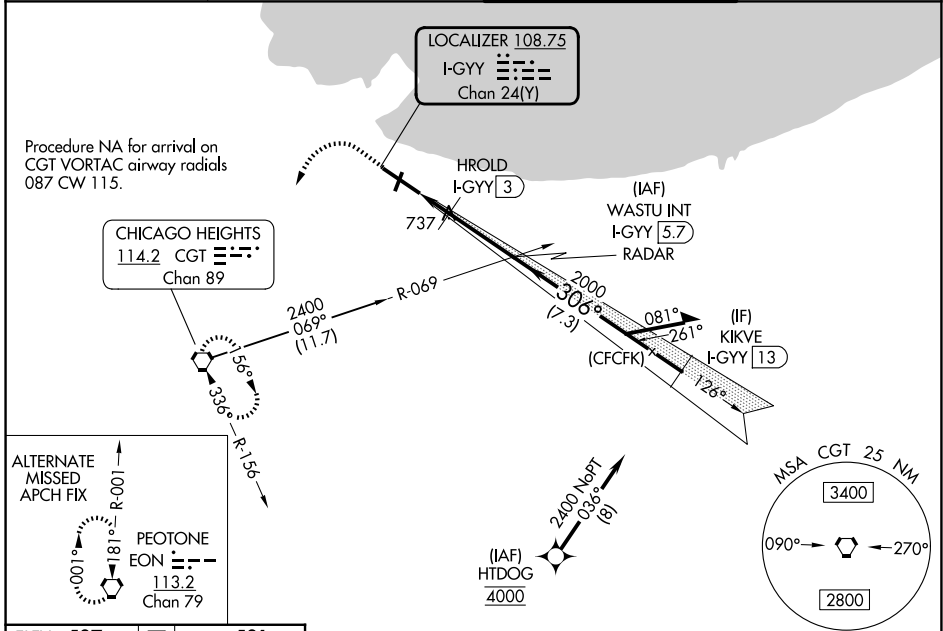 LOCALIZER 108.75
I-GYY
Chan 24(Y)
Procedure NA for arrival on
CGT VORTAC airway radials
087 CW 115.
HROLD
I-GYY 3
737
(IAF)
WASTU INT
I-GYY 5.7
RADAR
CHICAGO HEIGHTS
114.2 CGT
Chan 89
2400
069°
(11.7)
R-069
2000
306°
(7.3)
081°
261°
(IF)
KIKVE
I-GYY 13
(CFCFK)
126°
156°
336°
R-156
ALTERNATE
MISSED
APCH FIX
R-001
181°
001°
PEOTONE
EON
113.2
Chan 79
2400 NoPT
036°
(8)
(IAF)
HTDOG
4000
MSA CGT 25 NM
3400
090°
270°
2800